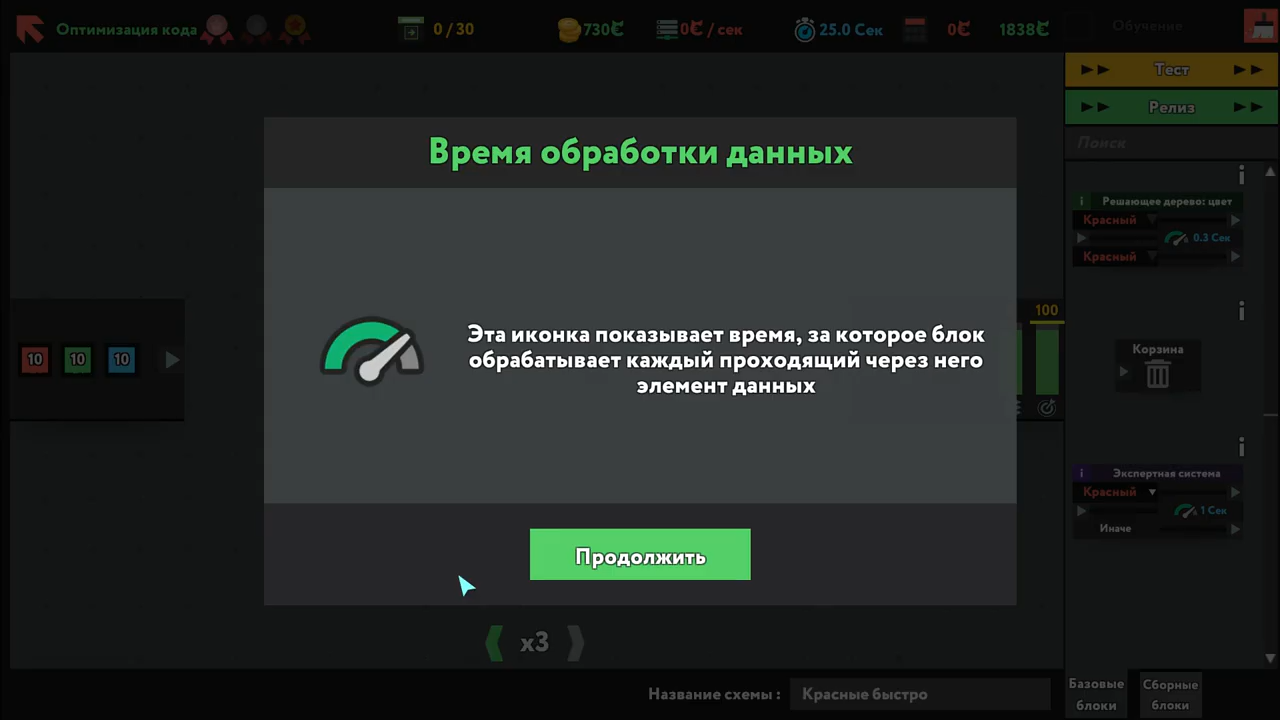 Оптимизация кода
0 / 30
730₠
0₠ / сек
25.0 Сек
0₠
1838₠
Обучение
Тест
Релиз
Поиск
Время обработки данных
Эта иконка показывает время, за которое блок
обрабатывает каждый проходящий через него
элемент данных
Продолжить
10 10 10
100
i
i Решающее дерево: цвет
Красный
0.3 Сек
Красный
i
Корзина
i
i Экспертная система
Красный
1 Сек
Иначе
x3
Название схемы : Красные быстро
Базовые
блоки
Сборные
блоки